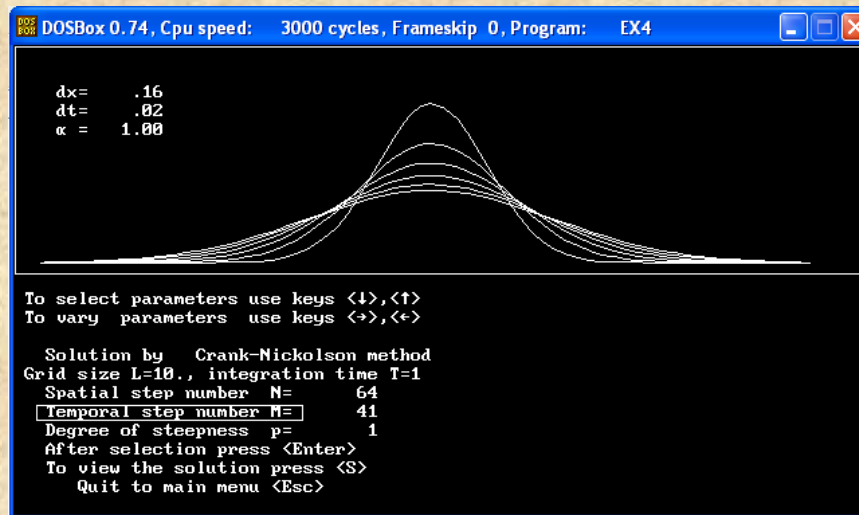 DOSBox 0.74, Cpu speed: 3000 cycles, Frameskip 0, Program: EX4
dx= .16
dt= .02
α = 1.00
To select parameters use keys <↓>,<↑>
To vary parameters use keys <→>,<←>
Solution by Crank-Nickolson method
Grid size L=10., integration time T=1
Spatial step number N= 64
Temporal step number M= 41
Degree of steepness p= 1
After selection press <Enter>
To view the solution press <S>
Quit to main menu <Esc>